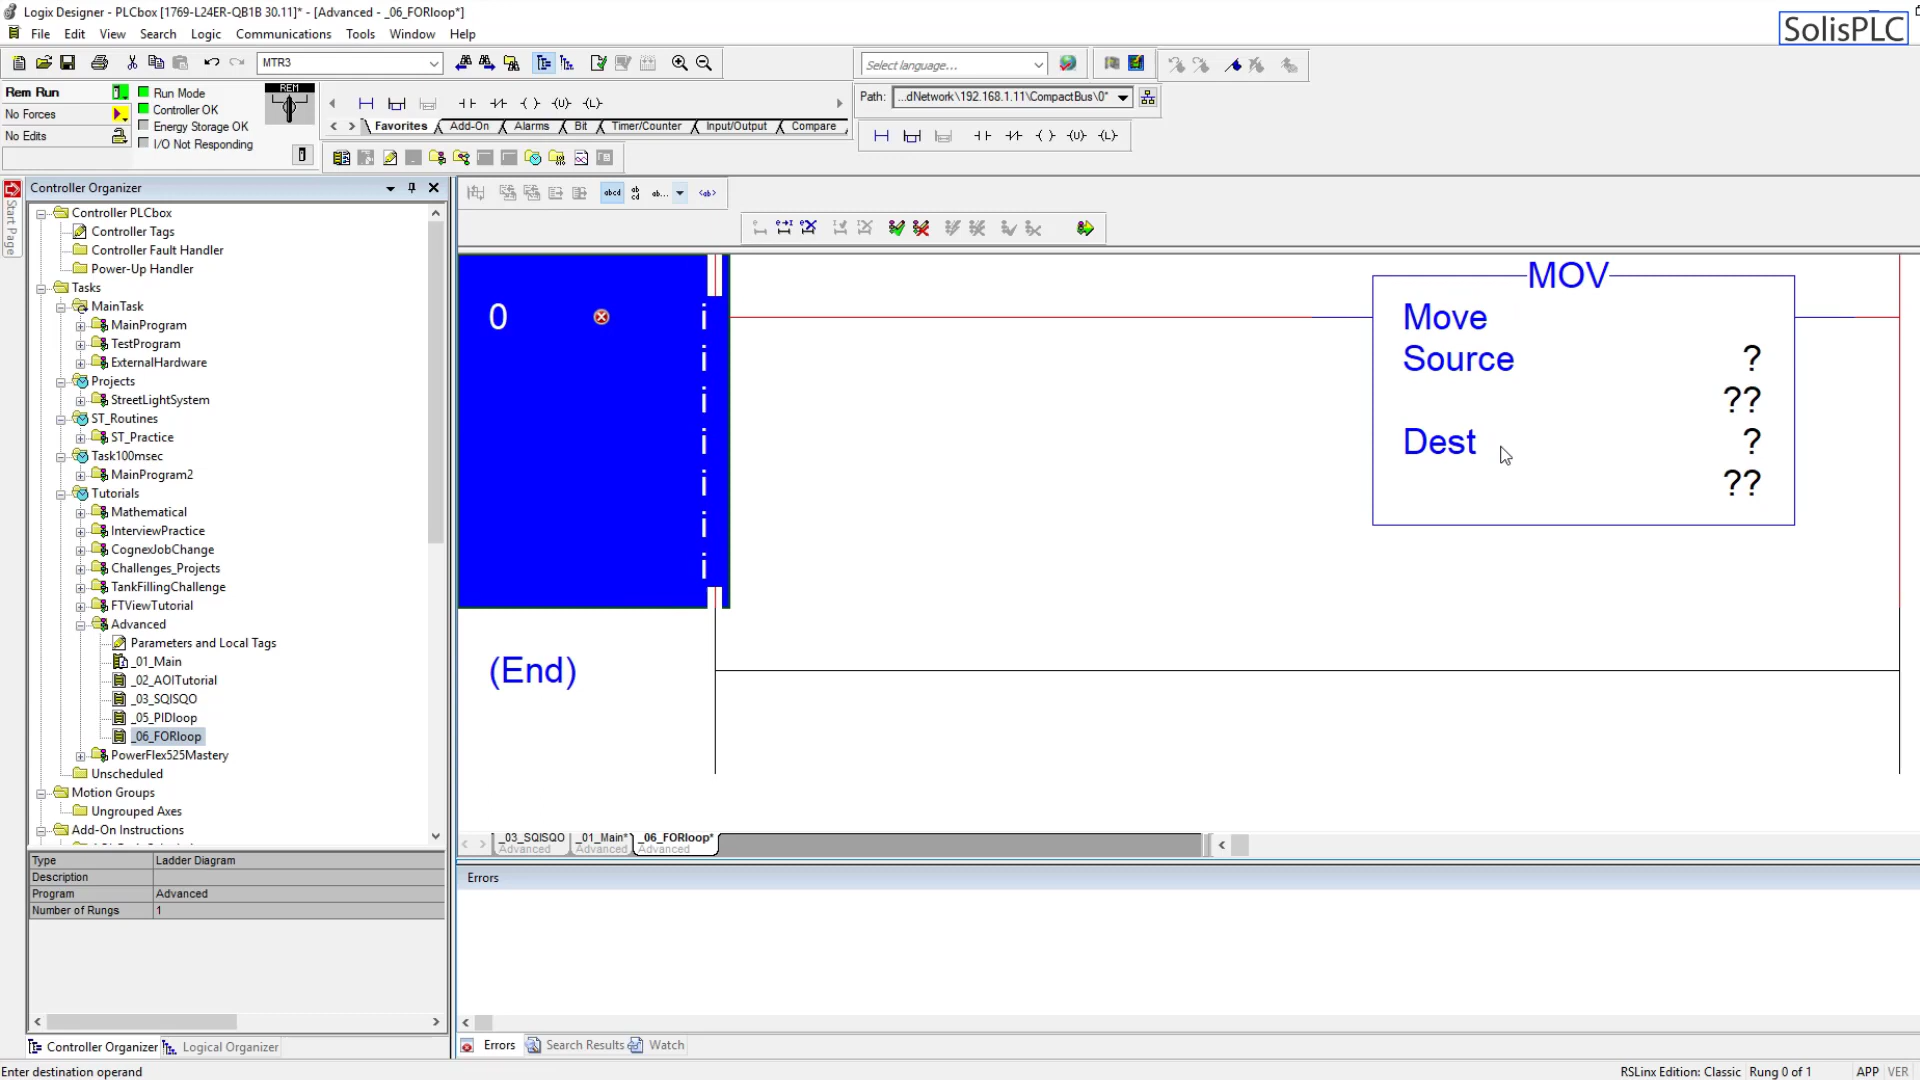 Logix Designer - PLCbox [1769-L24ER-QB1B 30.11]* - [Advanced - _06_FORloop*]
SolisPLC
File Edit View Search Logic Communications Tools Window Help
MTR3
Select language...
Rem Run
No Forces
No Edits
Run Mode
Controller OK
Energy Storage OK
I/O Not Responding
REM
Path: ...dNetwork\192.168.1.11\CompactBus\0*
Favorites Add-On Alarms Bit Timer/Counter Input/Output Compare
Start Page
Controller Organizer
Controller PLCbox
Controller Tags
Controller Fault Handler
Power-Up Handler
Tasks
MainTask
MainProgram
TestProgram
ExternalHardware
Projects
StreetLightSystem
ST_Routines
ST_Practice
Task100msec
MainProgram2
Tutorials
Mathematical
InterviewPractice
CognexJobChange
Challenges_Projects
TankFillingChallenge
FTViewTutorial
Advanced
Parameters and Local Tags
_01_Main
_02_AOITutorial
_03_SQISQO
_05_PIDloop
_06_FORloop
PowerFlex525Mastery
Unscheduled
Motion Groups
Ungrouped Axes
Add-On Instructions
Type Ladder Diagram
Description
Program Advanced
Number of Rungs 1
Controller Organizer Logical Organizer
0
i
i
i
i
i
i
i
MOV
Move
Source ?
??
Dest ?
??
(End)
_03_SQISQO _01_Main* _06_FORloop*
Advanced Advanced Advanced
Errors
Errors Search Results Watch
Enter destination operand
RSLinx Edition: Classic Rung 0 of 1 APP VER